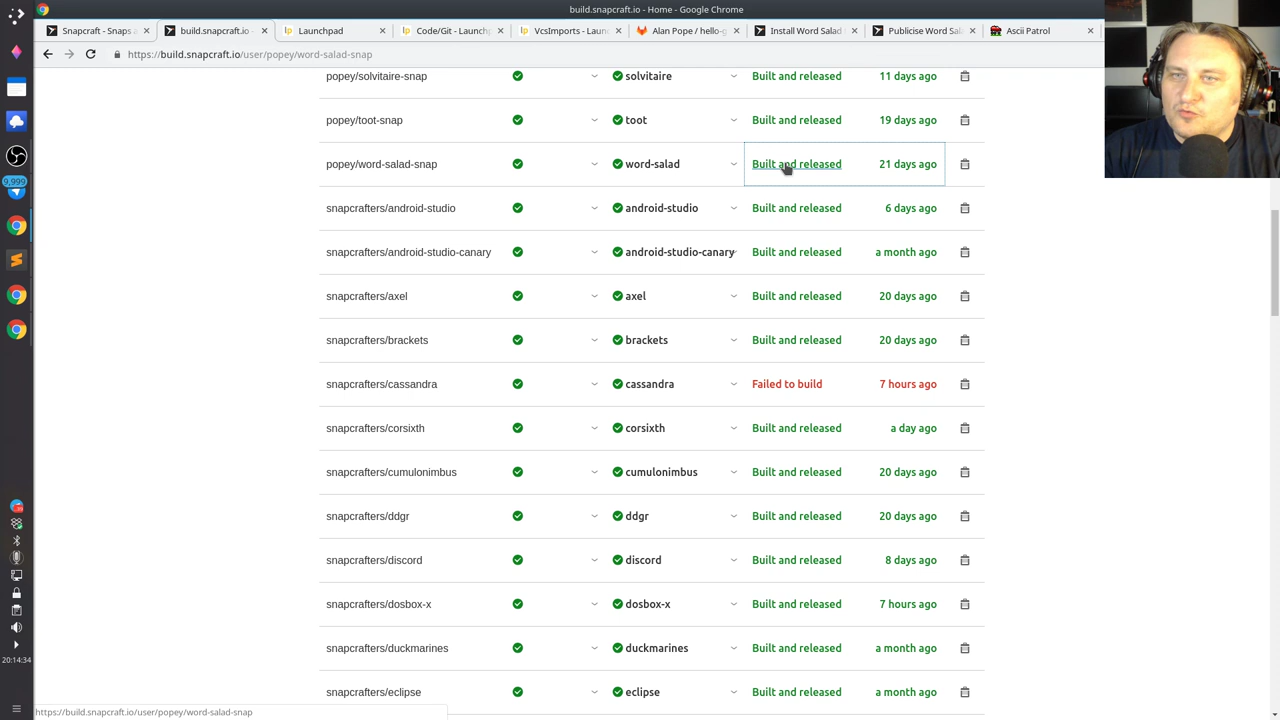 build.snapcraft.io - Home - Google Chrome
Snapcraft - Snaps a
build.snapcraft.io -
Launchpad
Code/Git - Launchp
VcsImports - Laun
Alan Pope / hello-g
Install Word Salad
Publicise Word Sal
Ascii Patrol
https://build.snapcraft.io/user/popey/word-salad-snap
popey/solvitaire-snap solvitaire Built and released 11 days ago
popey/toot-snap toot Built and released 19 days ago
popey/word-salad-snap word-salad Built and released 21 days ago
snapcrafters/android-studio android-studio Built and released 6 days ago
snapcrafters/android-studio-canary android-studio-canary Built and released a month ago
snapcrafters/axel axel Built and released 20 days ago
snapcrafters/brackets brackets Built and released 20 days ago
snapcrafters/cassandra cassandra Failed to build 7 hours ago
snapcrafters/corsixth corsixth Built and released a day ago
snapcrafters/cumulonimbus cumulonimbus Built and released 20 days ago
snapcrafters/ddgr ddgr Built and released 20 days ago
snapcrafters/discord discord Built and released 8 days ago
snapcrafters/dosbox-x dosbox-x Built and released 7 hours ago
snapcrafters/duckmarines duckmarines Built and released a month ago
snapcrafters/eclipse eclipse Built and released a month ago
9,999
20:14:34
https://build.snapcraft.io/user/popey/word-salad-snap